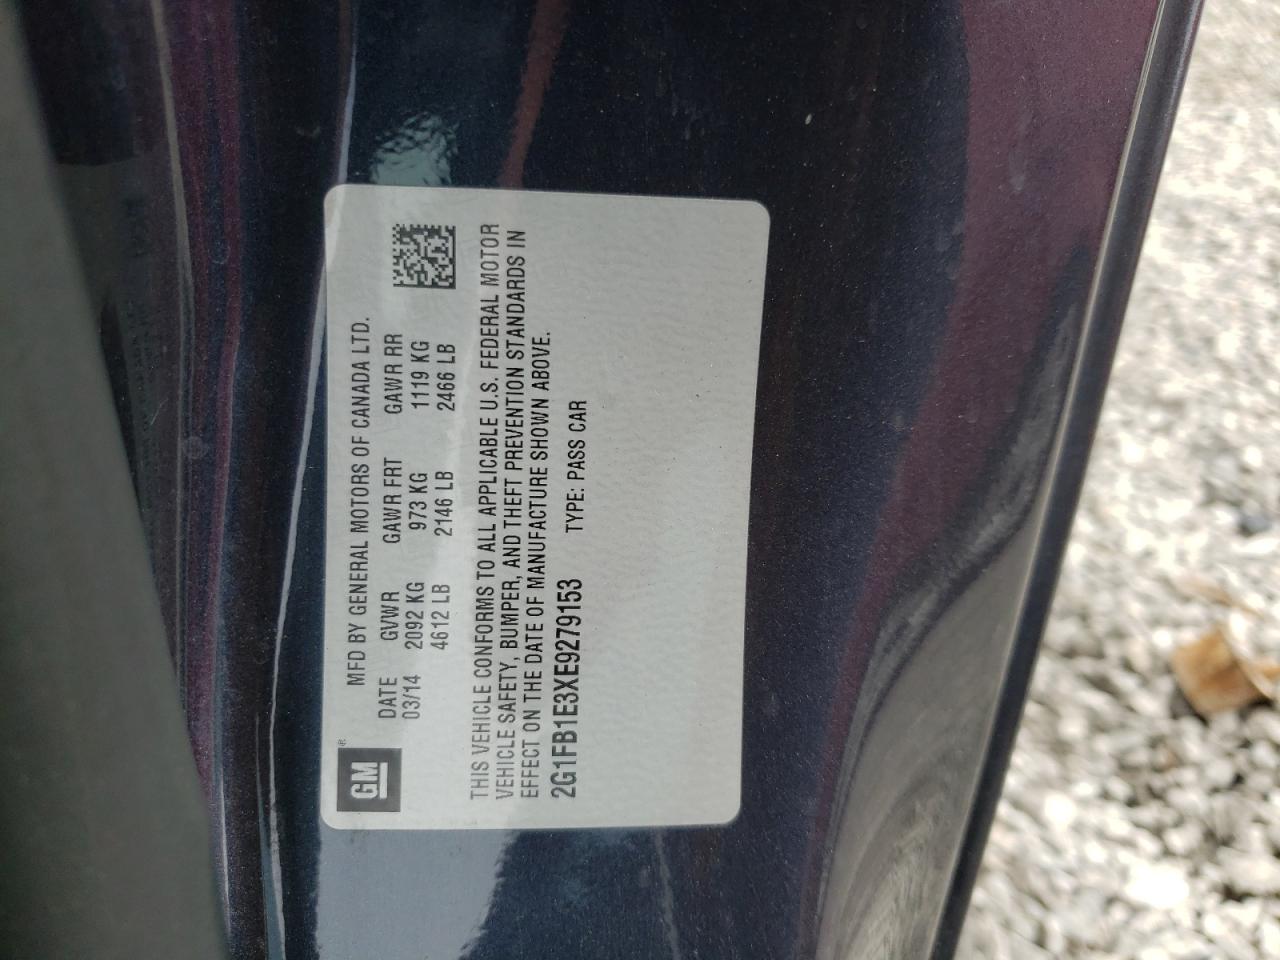 GM ®
MFD BY GENERAL MOTORS OF CANADA LTD.
DATE GVWR GAWR FRT GAWR RR
03/14 2092 KG 973 KG 1119 KG
4612 LB 2146 LB 2466 LB
THIS VEHICLE CONFORMS TO ALL APPLICABLE U.S. FEDERAL MOTOR
VEHICLE SAFETY, BUMPER, AND THEFT PREVENTION STANDARDS IN
EFFECT ON THE DATE OF MANUFACTURE SHOWN ABOVE.
2G1FB1E3XE9279153 TYPE: PASS CAR